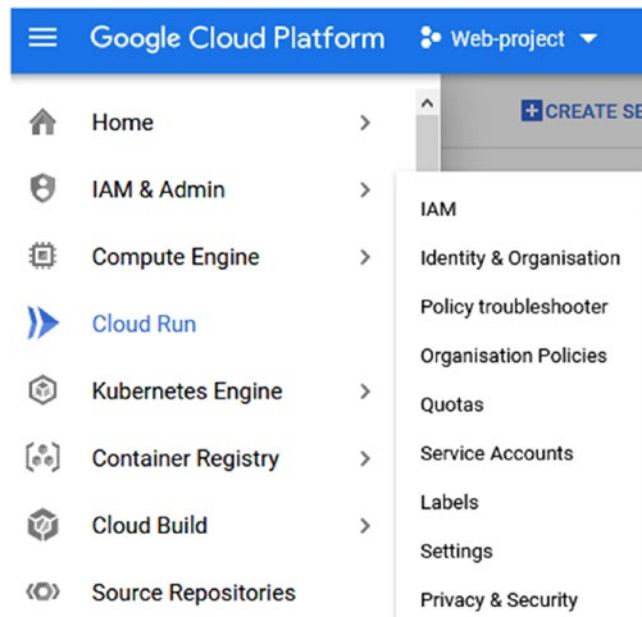 Google Cloud Platform Web-project
CREATE SE
Home
IAM & Admin
Compute Engine
Cloud Run
Kubernetes Engine
Container Registry
Cloud Build
Source Repositories
IAM
Identity & Organisation
Policy troubleshooter
Organisation Policies
Quotas
Service Accounts
Labels
Settings
Privacy & Security